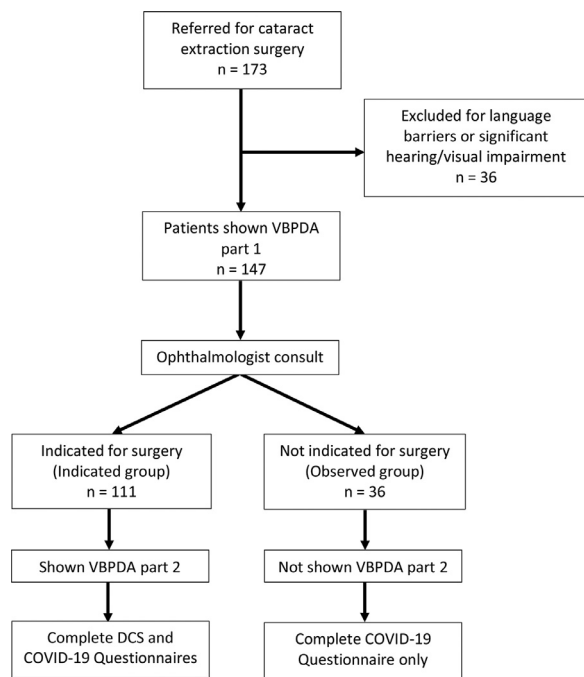 Referred for cataract
extraction surgery
n = 173
Excluded for language
barriers or significant
hearing/visual impairment
n = 36
Patients shown VBPDA
part 1
n = 147
Ophthalmologist consult
Indicated for surgery
(Indicated group)
n = 111
Not indicated for surgery
(Observed group)
n = 36
Shown VBPDA part 2
Not shown VBPDA part 2
Complete DCS and
COVID-19 Questionnaires
Complete COVID-19
Questionnaire only